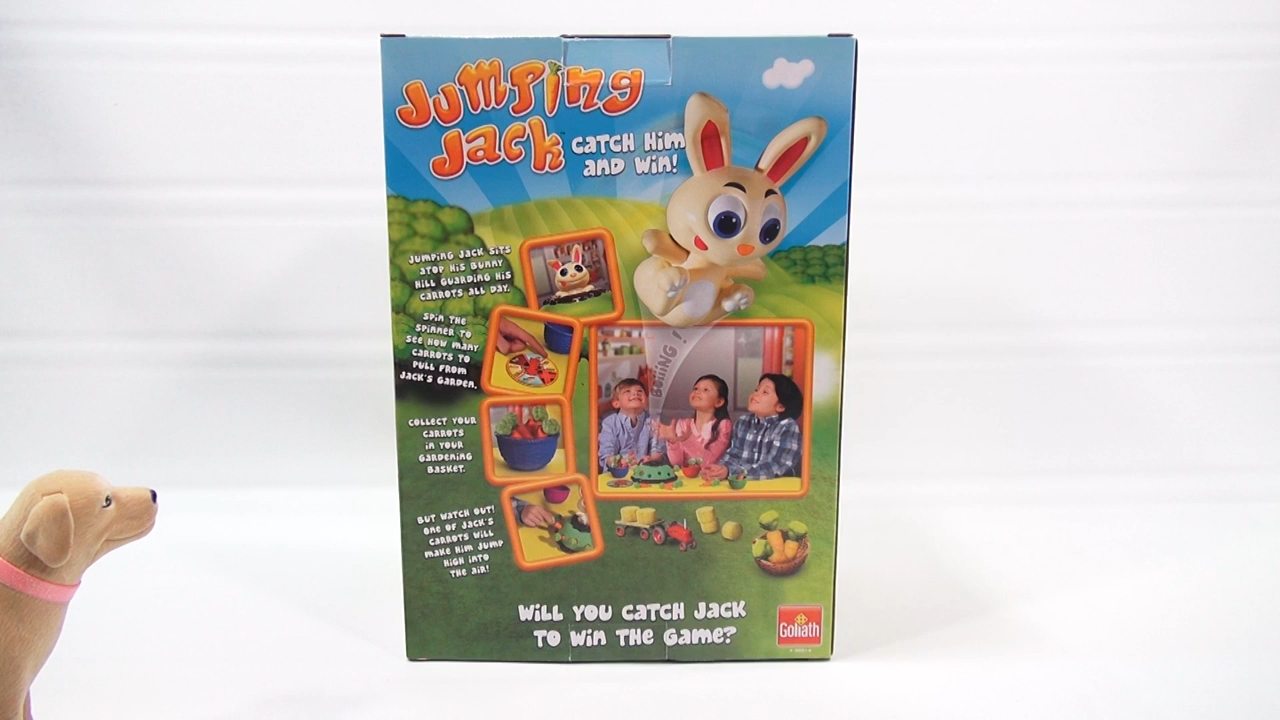 Jumping
Jack™
Catch Him
and Win!
Jumping Jack sits
atop his bunny
hill guarding his
carrots all day.
Spin the
spinner to
see how many
carrots to
pull from
Jack's garden.
Collect your
carrots
in your
gardening
basket.
But watch out!
One of Jack's
carrots will
make him jump
high into
the air!
BOIIING!
Will you catch Jack
to win the game?
Goliath